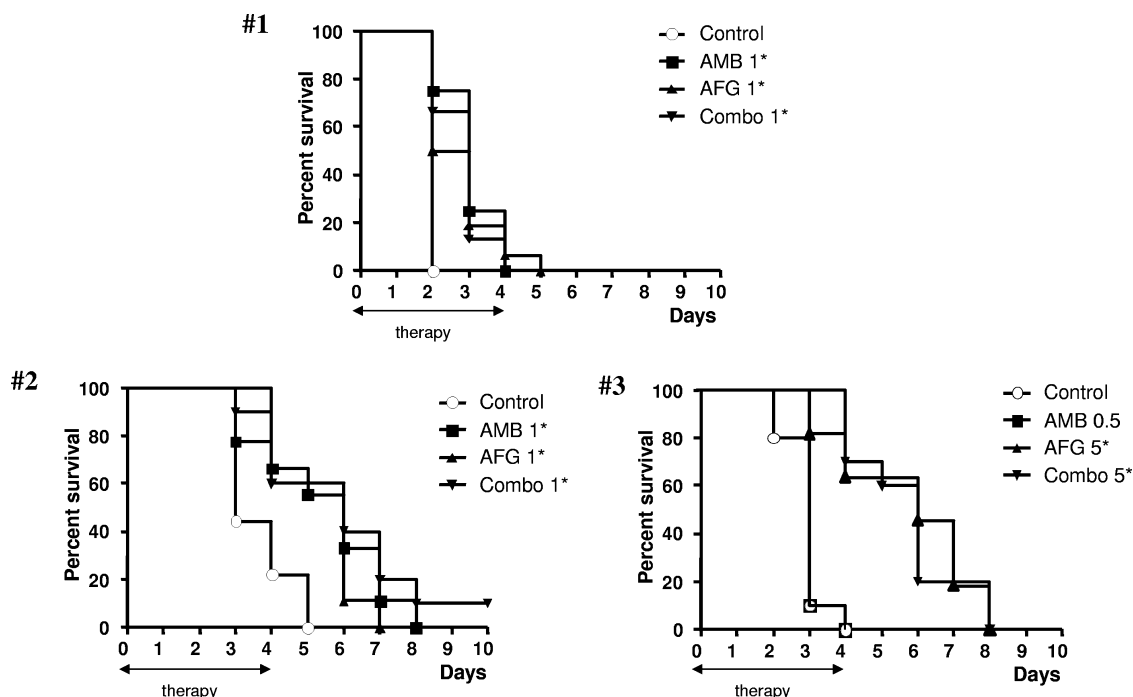 #1
Percent survival
100
80
60
40
20
0
0 1 2 3 4 5 6 7 8 9 10
Days
therapy
Control
AMB 1*
AFG 1*
Combo 1*
#2
Percent survival
100
80
60
40
20
0
0 1 2 3 4 5 6 7 8 9 10
Days
therapy
Control
AMB 1*
AFG 1*
Combo 1*
#3
Percent survival
100
80
60
40
20
0
0 1 2 3 4 5 6 7 8 9 10
Days
therapy
Control
AMB 0.5
AFG 5*
Combo 5*